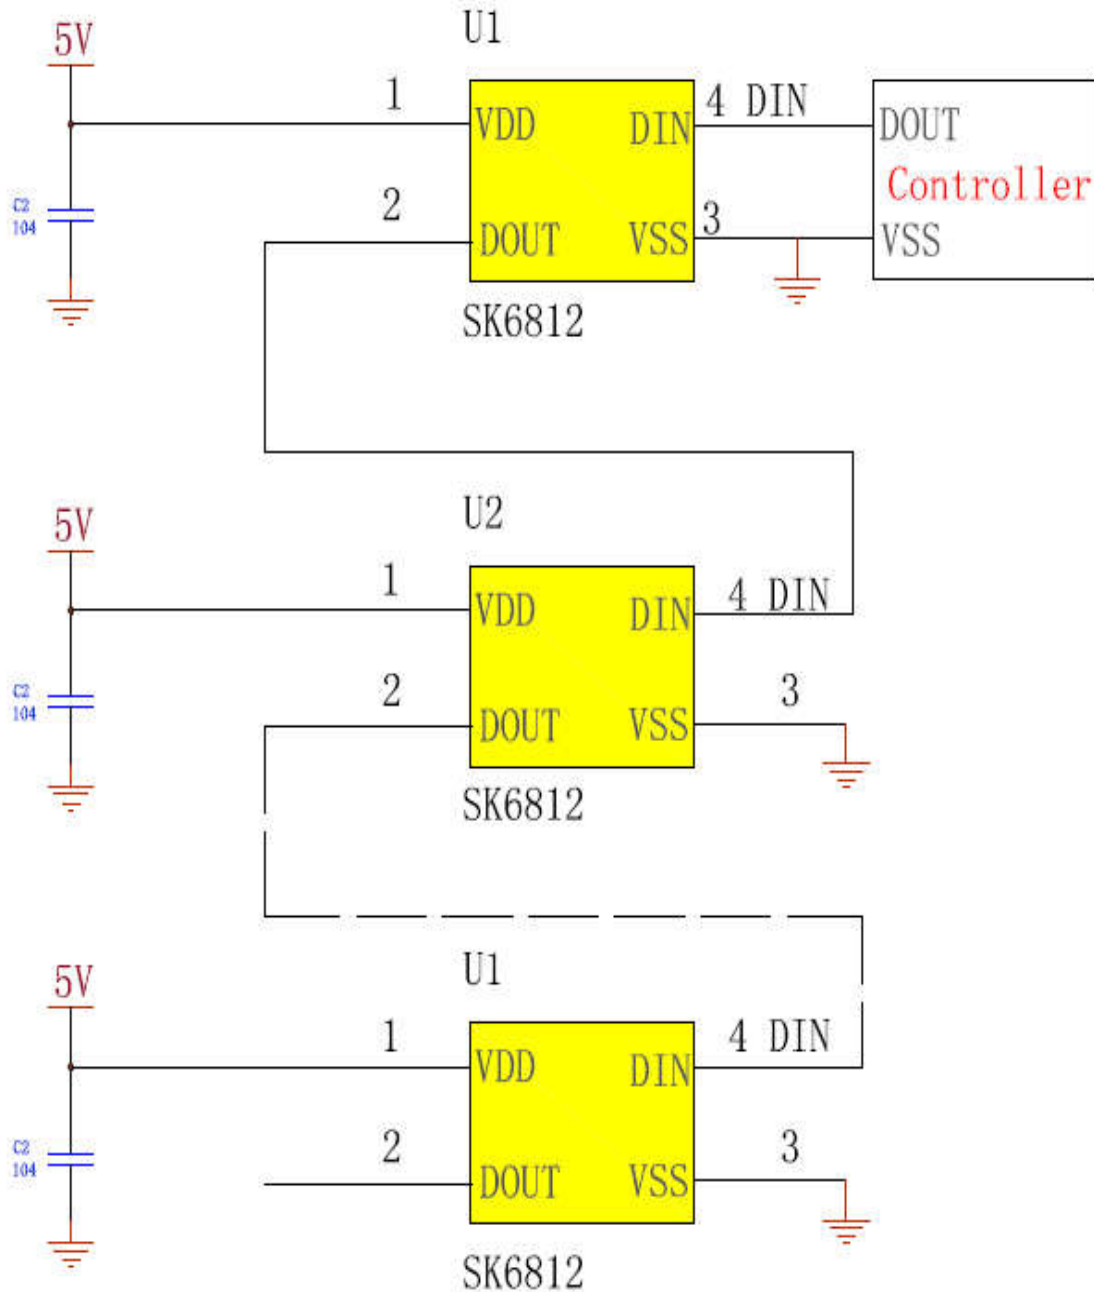 U1
5V
1
4 DIN
VDD
DIN
DOUT
Controller
C2
104
2
3
DOUT
VSS
VSS
SK6812
U2
5V
1
4 DIN
VDD
DIN
C2
104
2
3
DOUT
VSS
SK6812
U1
5V
1
4 DIN
VDD
DIN
C2
104
2
3
DOUT
VSS
SK6812